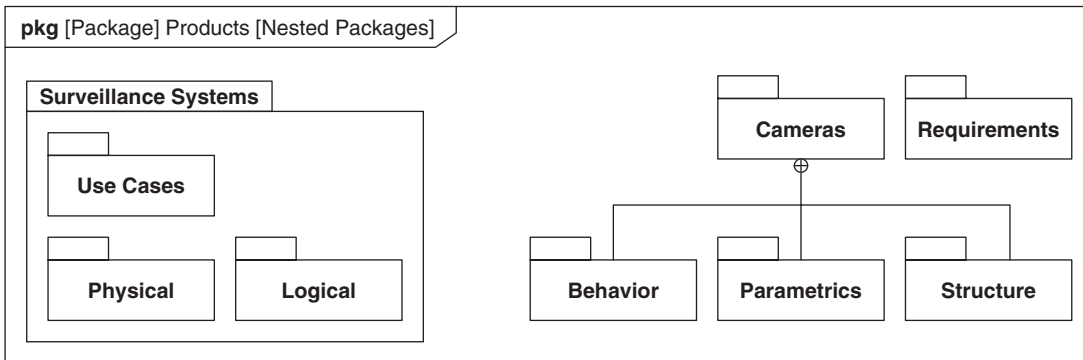 pkg [Package] Products [Nested Packages]
Surveillance Systems
Cameras
Requirements
Use Cases
Physical
Logical
Behavior
Parametrics
Structure